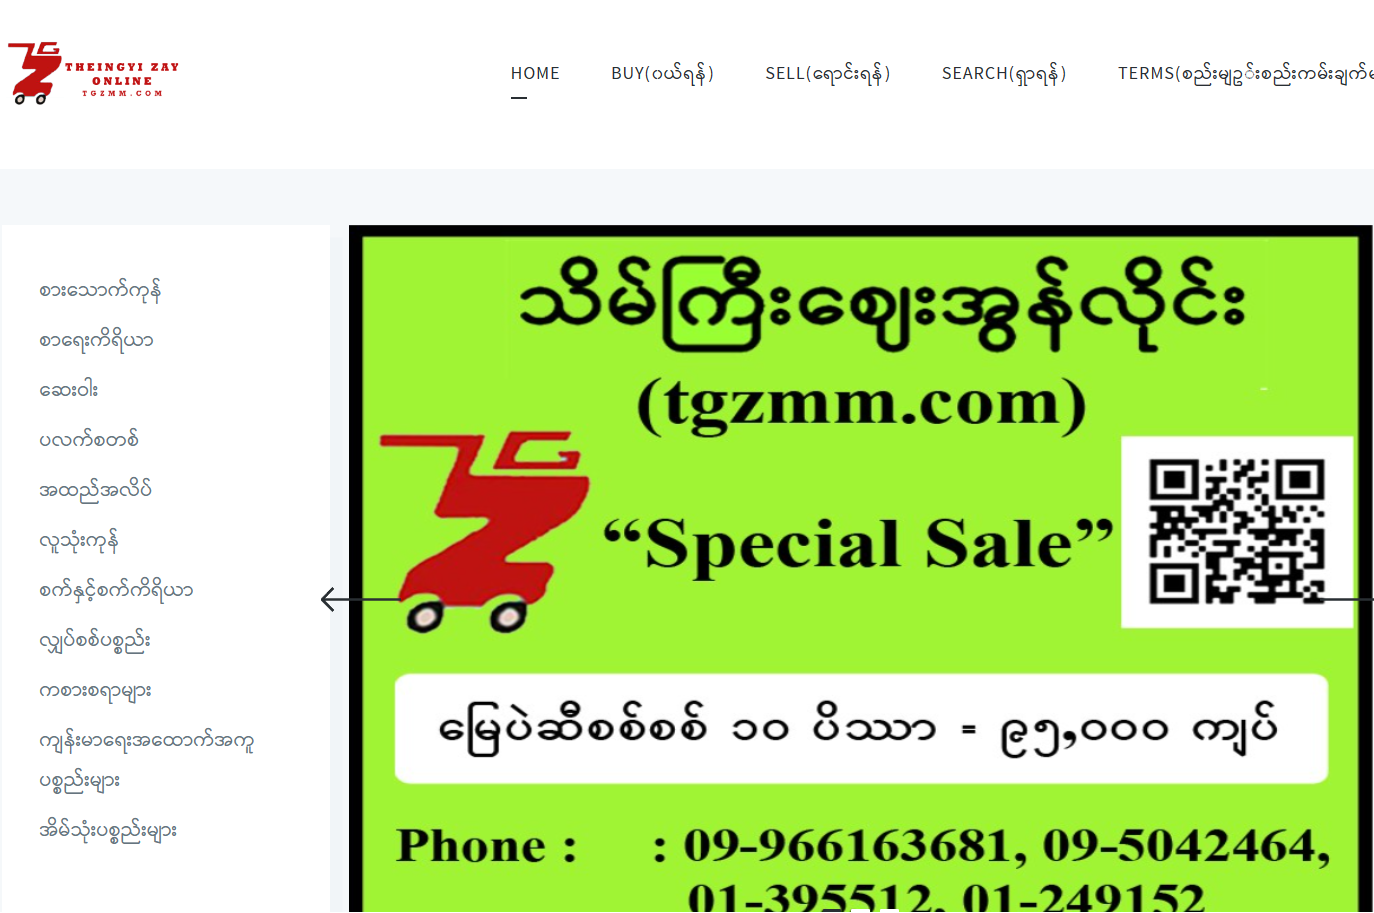 THEINGYI ZAY
ONLINE
TGZMM.COM
HOME
BUY(ဝယ်ရန်)
SELL(ရောင်းရန်)
SEARCH(ရှာရန်)
TERMS(စည်းမျဥ်းစည်းကမ်းချက်
စားသောက်ကုန်
စာရေးကိရိယာ
ဆေးဝါး
ပလက်စတစ်
အထည်အလိပ်
လူသုံးကုန်
စက်နှင့်စက်ကိရိယာ
လျှပ်စစ်ပစ္စည်း
ကစားစရာများ
ကျန်းမာရေးအထောက်အကူ
ပစ္စည်းများ
အိမ်သုံးပစ္စည်းများ
သိမ်ကြီးဈေးအွန်လိုင်း
(tgzmm.com)
“Special Sale”
မြေပဲဆီစစ်စစ် ၁၀ ပိဿာ = ၉၅,၀၀၀ ကျပ်
Phone : : 09-966163681, 09-5042464,
01-395512, 01-249152